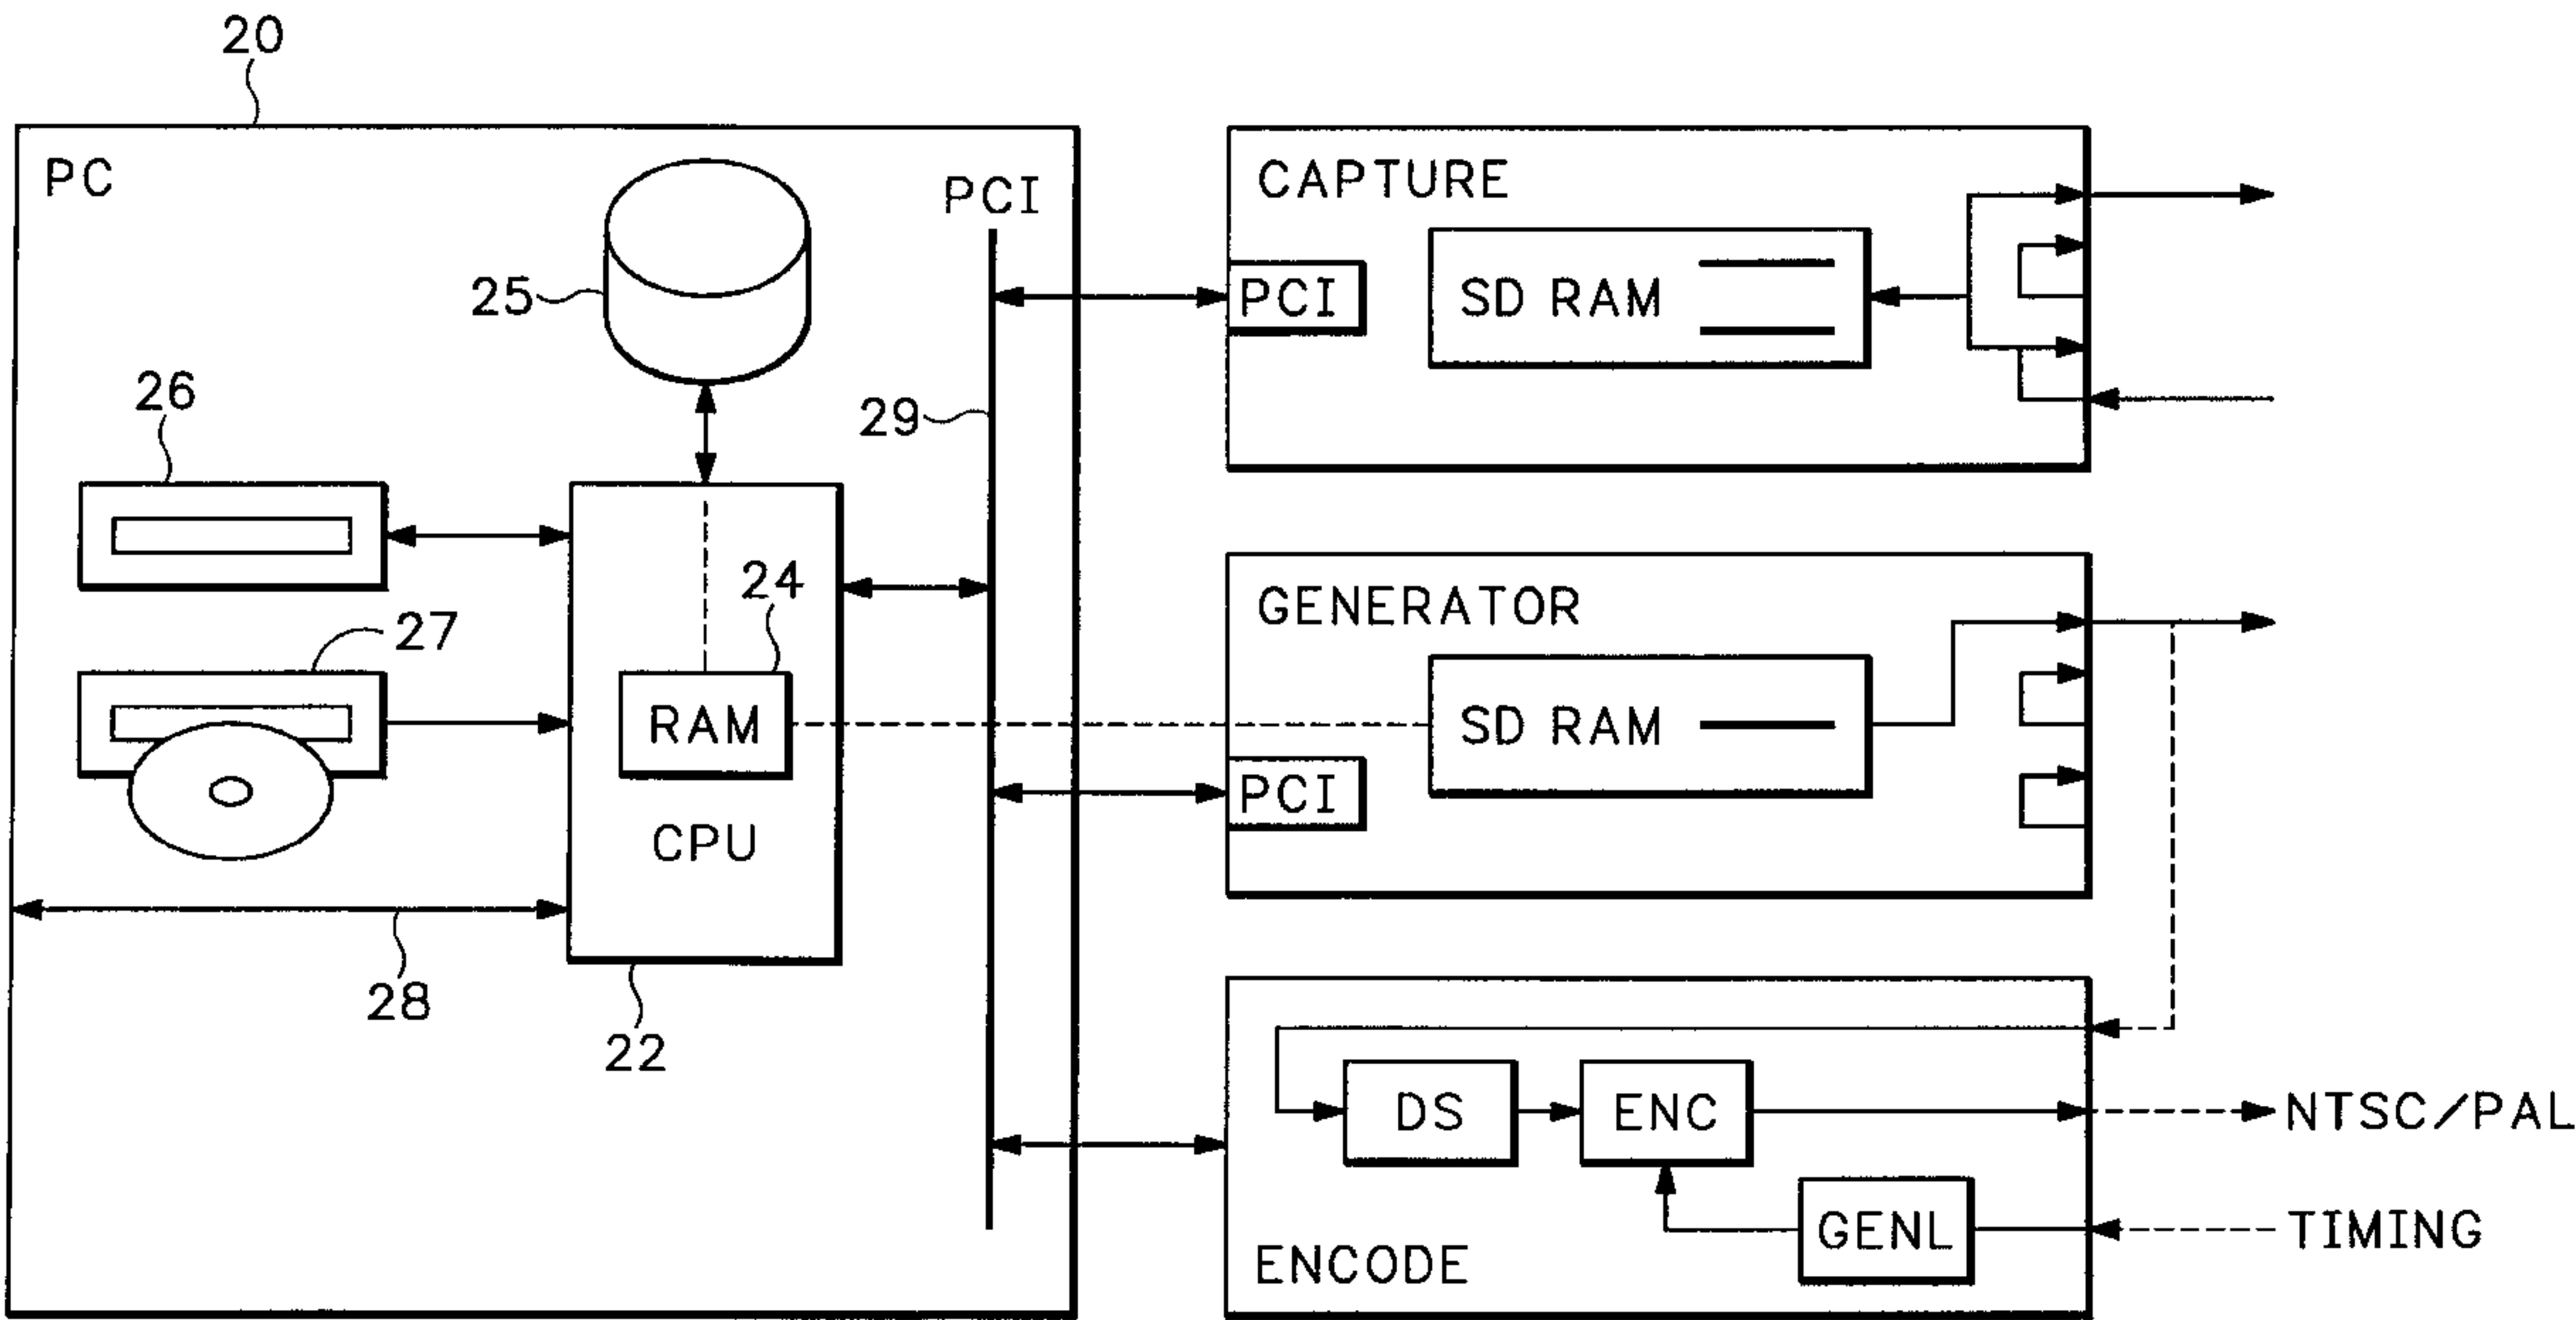 20
PC
PCI
25
29
26
24
27
RAM
CPU
28
22
CAPTURE
PCI
SD RAM
GENERATOR
SD RAM
PCI
DS
ENC
NTSC/PAL
GENL
TIMING
ENCODE